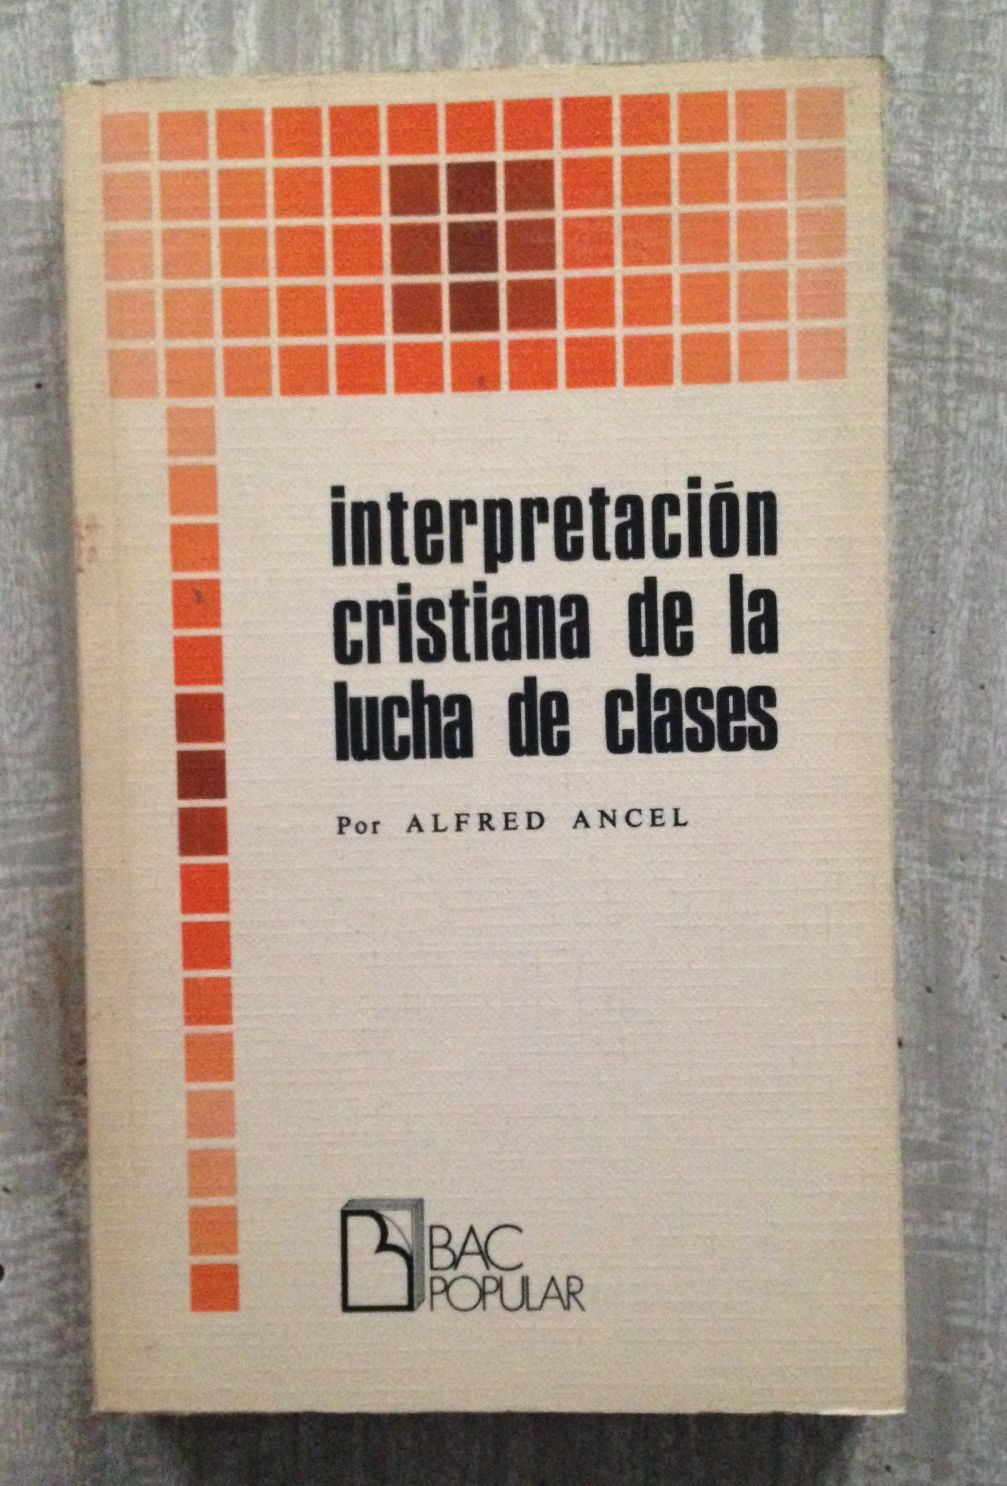 interpretación
cristiana de la
lucha de clases
Por ALFRED ANCEL
BAC
POPULAR